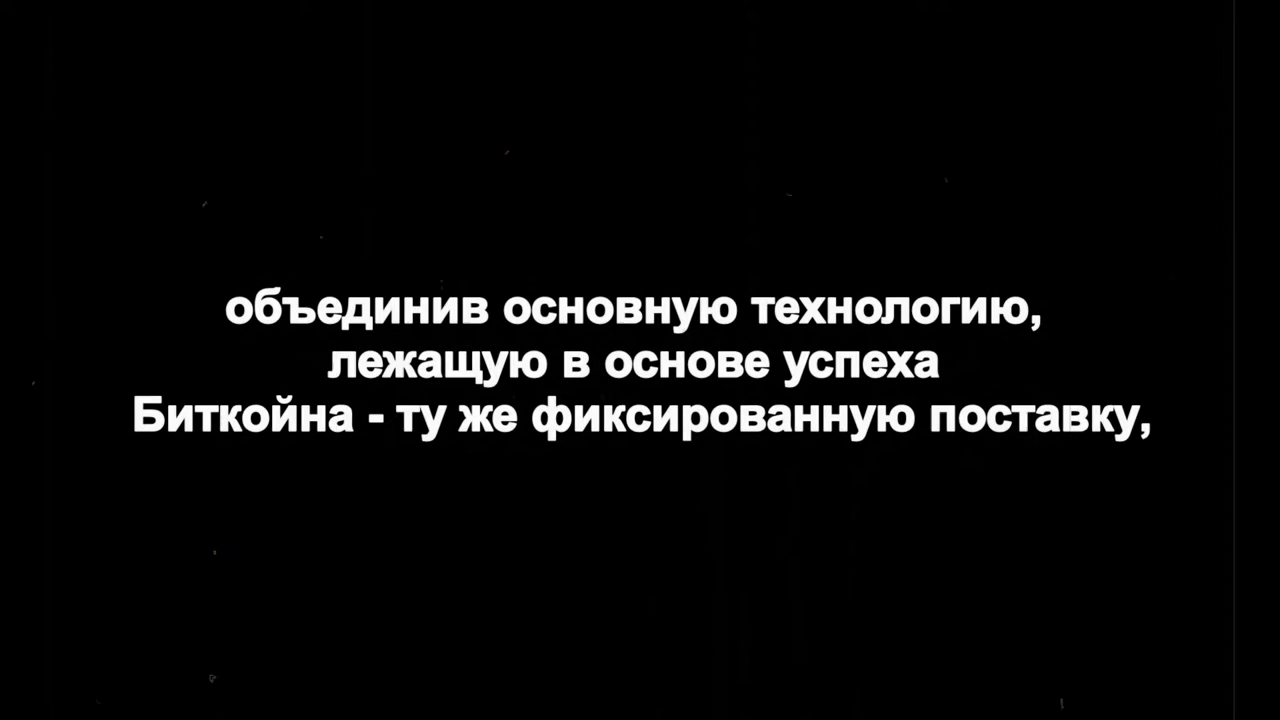 объединив основную технологию,
лежащую в основе успеха
Биткойна - ту же фиксированную поставку,